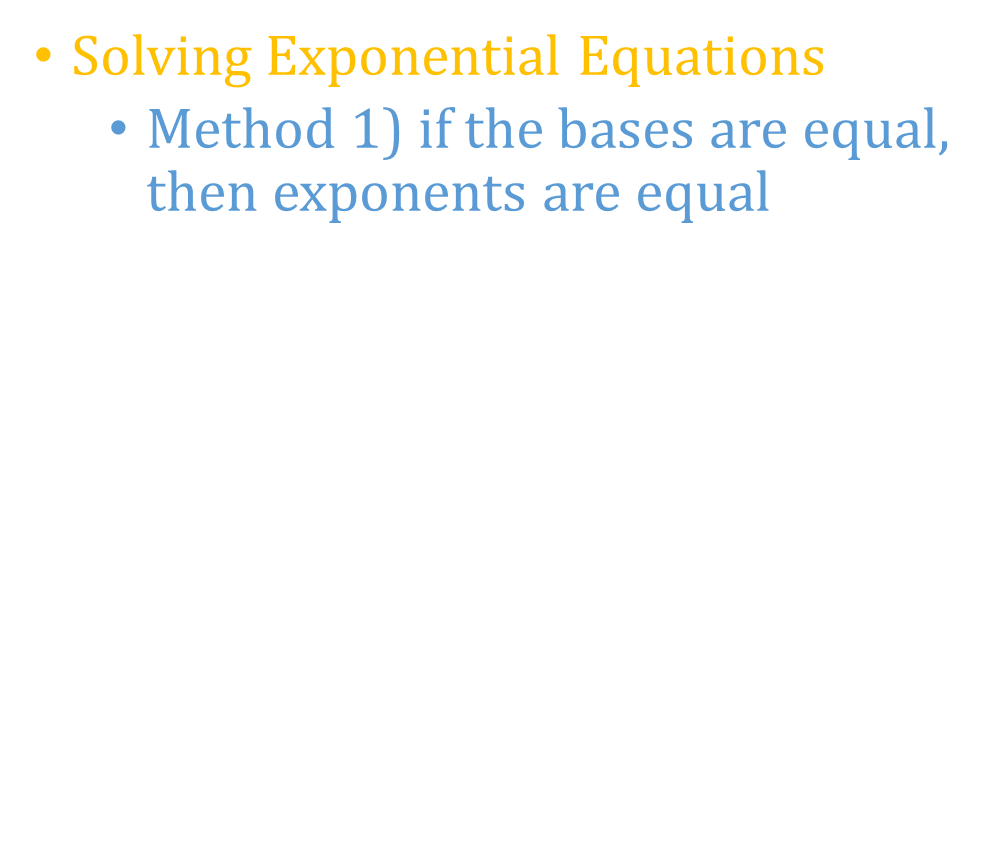 • Solving Exponential Equations
• Method 1) if the bases are equal,
then exponents are equal